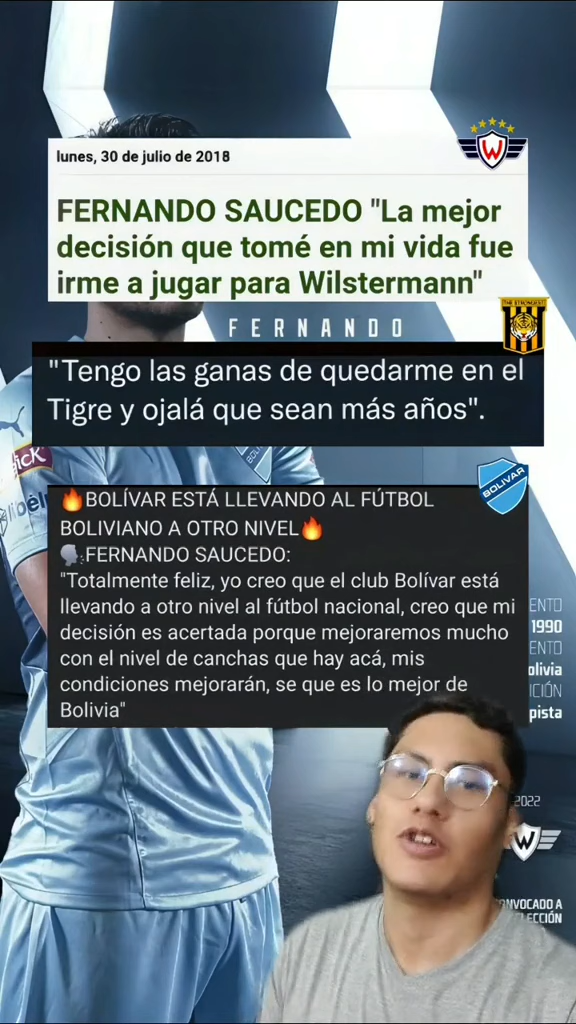 lunes, 30 de julio de 2018
FERNANDO SAUCEDO "La mejor
decisión que tomé en mi vida fue
irme a jugar para Wilstermann"
THE STRONGEST
FERNANDO
"Tengo las ganas de quedarme en el
Tigre y ojalá que sean más años".
BOLIVAR
🔥BOLÍVAR ESTÁ LLEVANDO AL FÚTBOL
BOLIVIANO A OTRO NIVEL🔥
🗣FERNANDO SAUCEDO:
"Totalmente feliz, yo creo que el club Bolívar está
llevando a otro nivel al fútbol nacional, creo que mi
decisión es acertada porque mejoraremos mucho
con el nivel de canchas que hay acá, mis
condiciones mejorarán, se que es lo mejor de
Bolivia"
ENTO
1990
ENTO
olivia
ICIÓN
pista
2022
W
NVOCADO A
ELECCIÓN